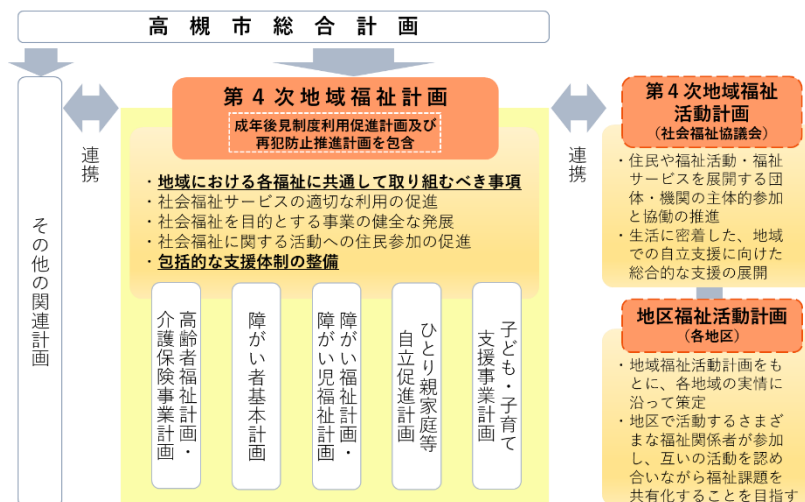 高槻市総合計画
第4次地域福祉計画
成年後見制度利用促進計画及び
再犯防止推進計画を包含
連携
連携
その他の関連計画
・地域における各福祉に共通して取り組むべき事項
・社会福祉サービスの適切な利用の促進
・社会福祉を目的とする事業の健全な発展
・社会福祉に関する活動への住民参加の促進
・包括的な支援体制の整備
高齢者福祉計画・
介護保険事業計画
障がい者基本計画
障がい福祉計画・
障がい児福祉計画
ひとり親家庭等
自立促進計画
子ども・子育て
支援事業計画
第4次地域福祉
活動計画
（社会福祉協議会）
・住民や福祉活動・福祉
サービスを展開する団
体・機関の主体的参加
と協働の推進
・生活に密着した、地域
での自立支援に向けた
総合的な支援の展開
地区福祉活動計画
（各地区）
・地域福祉活動計画をも
とに、各地域の実情に
沿って策定
・地区で活動するさまざ
まな福祉関係者が参加
し、互いの活動を認め
合いながら福祉課題を
共有化することを目指す